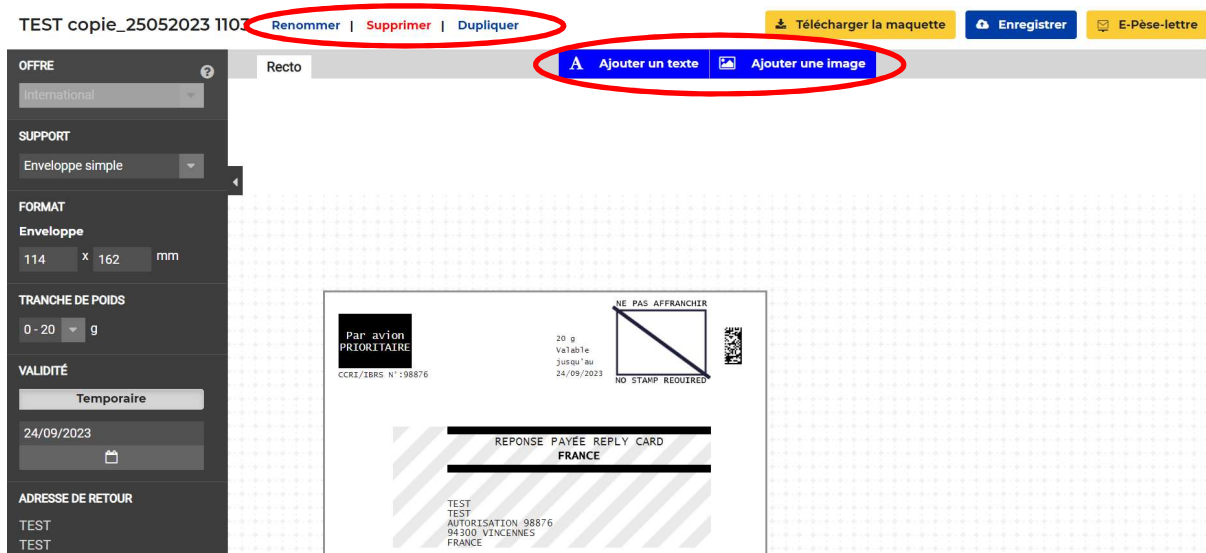 TEST copie_25052023 1103 Renommer | Supprimer | Dupliquer Télécharger la maquette Enregistrer E-Pèse-lettre
OFFRE
International
Recto
A Ajouter un texte Ajouter une image
SUPPORT
Enveloppe simple
FORMAT
Enveloppe
114 x 162 mm
TRANCHE DE POIDS
0 - 20 g
VALIDITÉ
Temporaire
24/09/2023
ADRESSE DE RETOUR
TEST
TEST
Par avion
PRIORITAIRE
CCRI/IBRS N°:98876
20 g
Valable
jusqu'au
24/09/2023
NE PAS AFFRANCHIR
NO STAMP REQUIRED
REPONSE PAYÉE REPLY CARD
FRANCE
TEST
TEST
AUTORISATION 98876
94300 VINCENNES
FRANCE